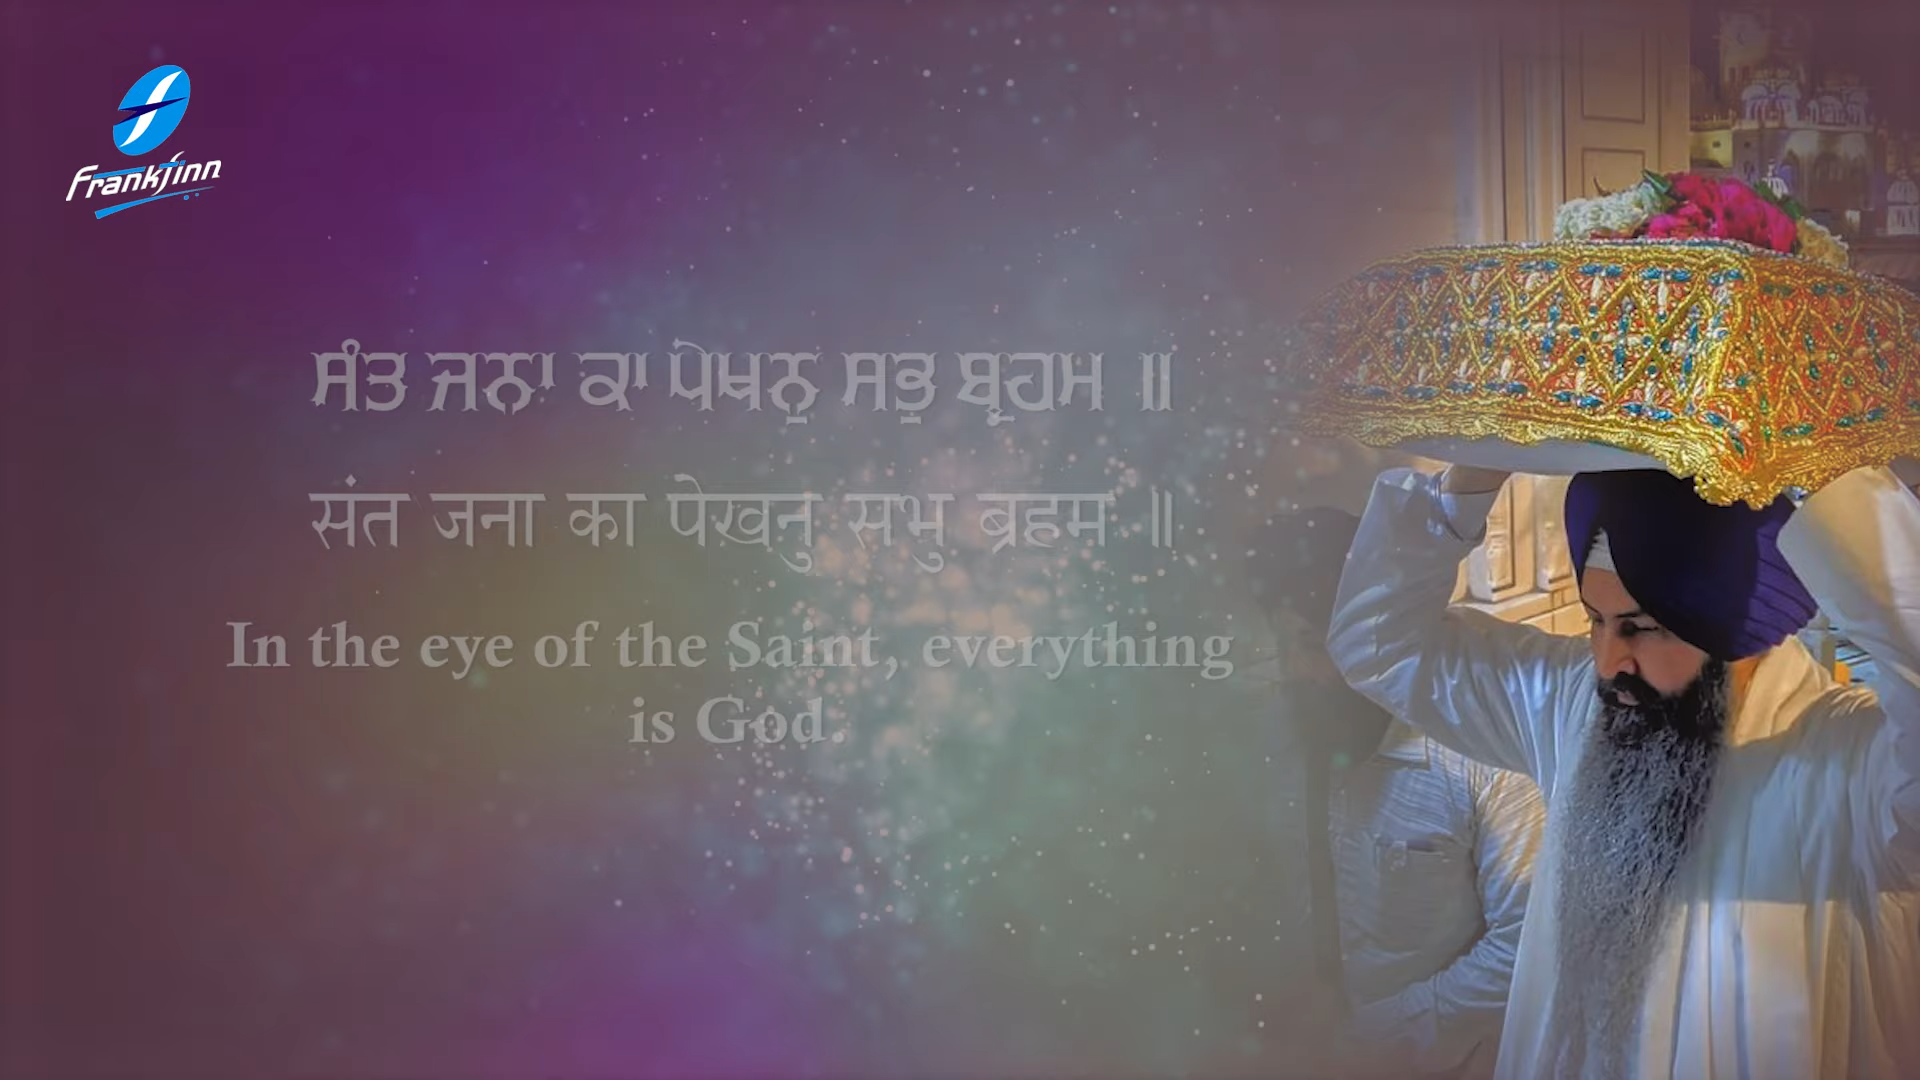 Frankfinn
ਸੰਤ ਜਨਾ ਕਾ ਪੇਖਨੁ ਸਭੁ ਬ੍ਰਹਮ ॥
संत जना का पेखनु सभु ब्रहम ॥
In the eye of the Saint, everything
is God.